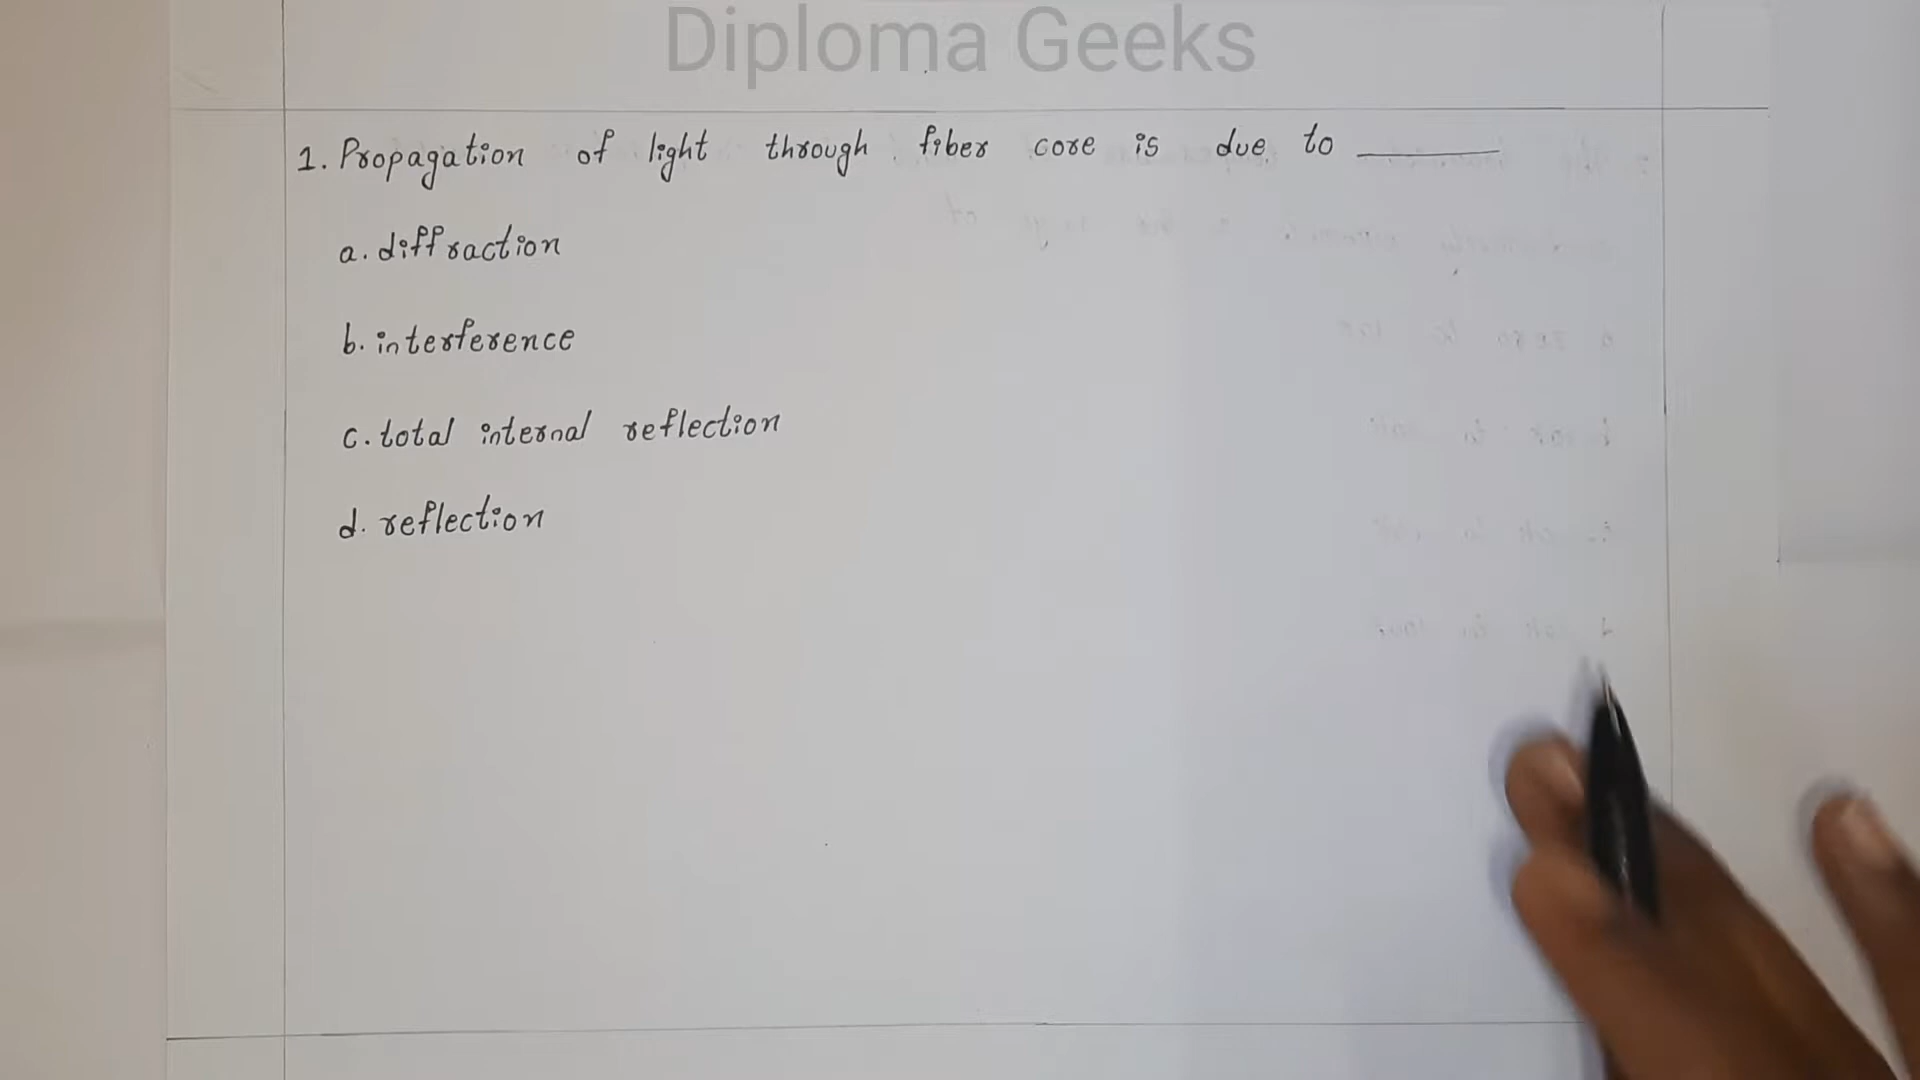 Diploma Geeks
1. Propagation of light through fiber core is due to ______
a. diffraction
b. interference
c. total internal reflection
d. reflection